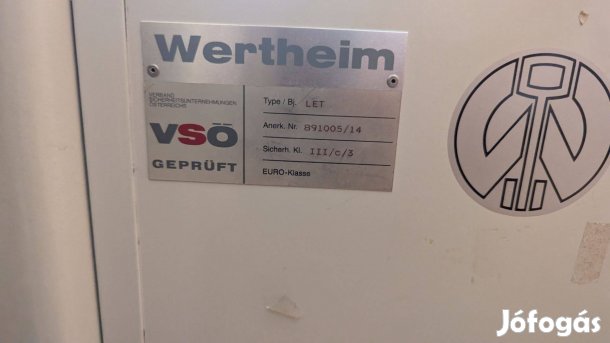 Wertheim
VERBAND
SICHERHEITSUNTERNEHMUNGEN
ÖSTERREICHS
VSÖ
GEPRÜFT
Type / Bj. LET
Anerk. Nr. 891005/14
Sicherh. Kl. III/c/3
EURO-Klasse
Jófogás